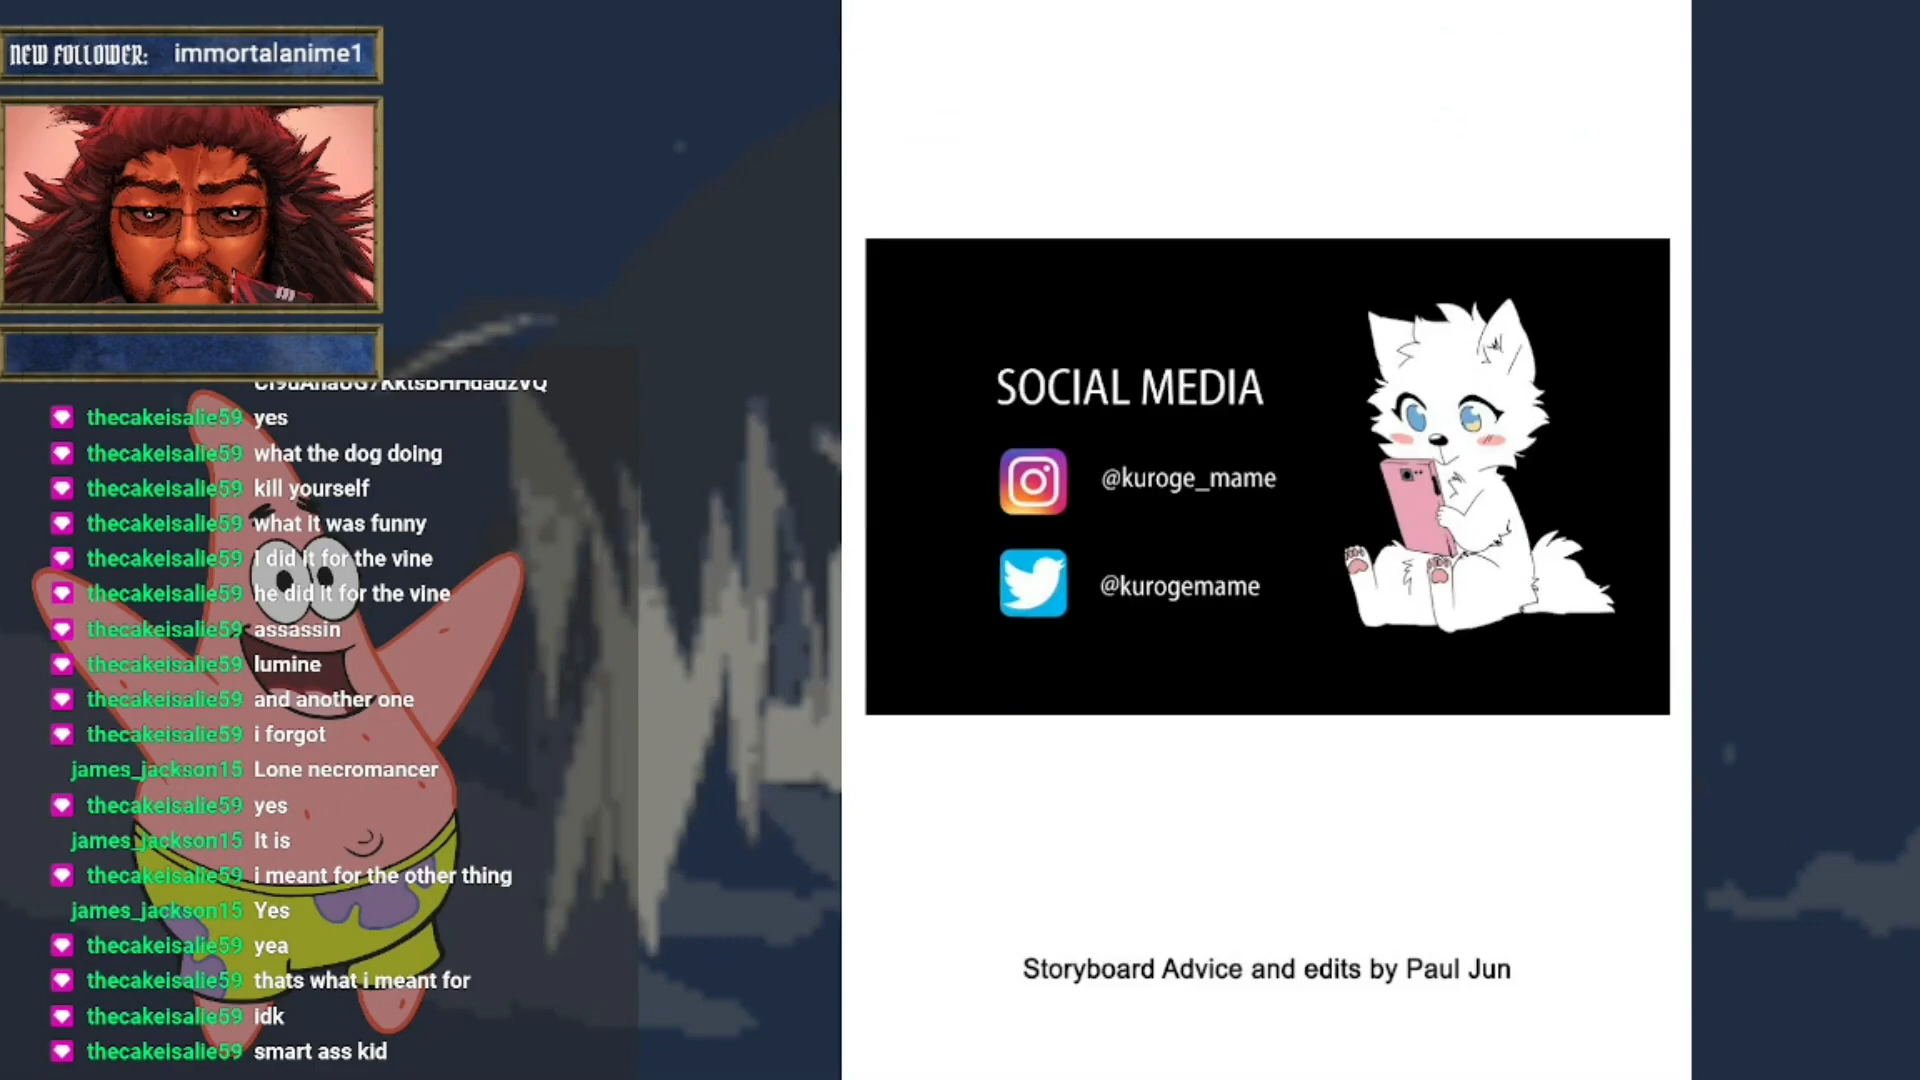 NEW FOLLOWER: immortalanime1
thecakeisalie59 yes
thecakeisalie59 what the dog doing
thecakeisalie59 kill yourself
thecakeisalie59 what it was funny
thecakeisalie59 I did it for the vine
thecakeisalie59 he did it for the vine
thecakeisalie59 assassin
thecakeisalie59 lumine
thecakeisalie59 and another one
thecakeisalie59 i forgot
james_jackson15 Lone necromancer
thecakeisalie59 yes
james_jackson15 It is
thecakeisalie59 i meant for the other thing
james_jackson15 Yes
thecakeisalie59 yea
thecakeisalie59 thats what i meant for
thecakeisalie59 idk
thecakeisalie59 smart ass kid
SOCIAL MEDIA
@kuroge_mame
@kurogemame
Storyboard Advice and edits by Paul Jun